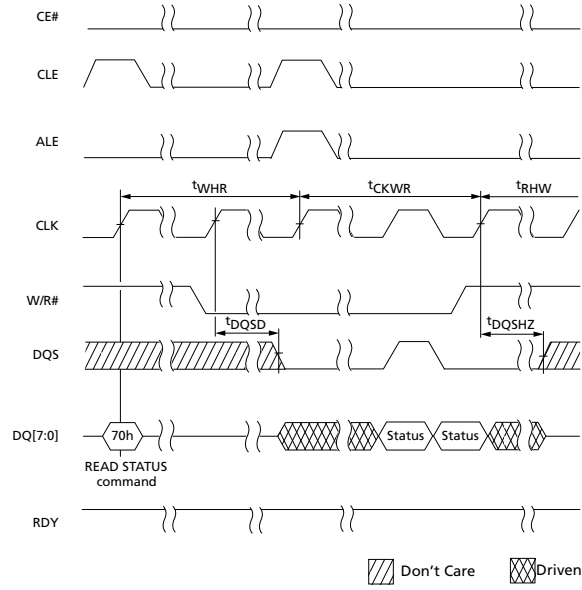 CE#
CLE
ALE
tWHR tCKWR tRHW
CLK
W/R#
tDQSD tDQSHZ
DQS
DQ[7:0] 70h Status Status
READ STATUS
command
RDY
Don't Care Driven